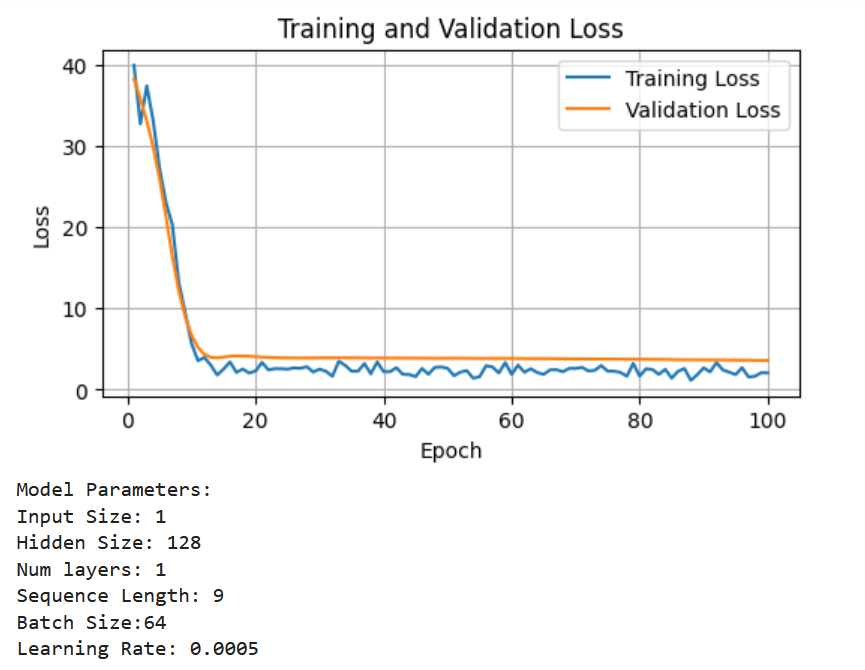 Training and Validation Loss
40
30
20
10
0
Loss
Training Loss
Validation Loss
0 20 40 60 80 100
Epoch
Model Parameters:
Input Size: 1
Hidden Size: 128
Num layers: 1
Sequence Length: 9
Batch Size:64
Learning Rate: 0.0005